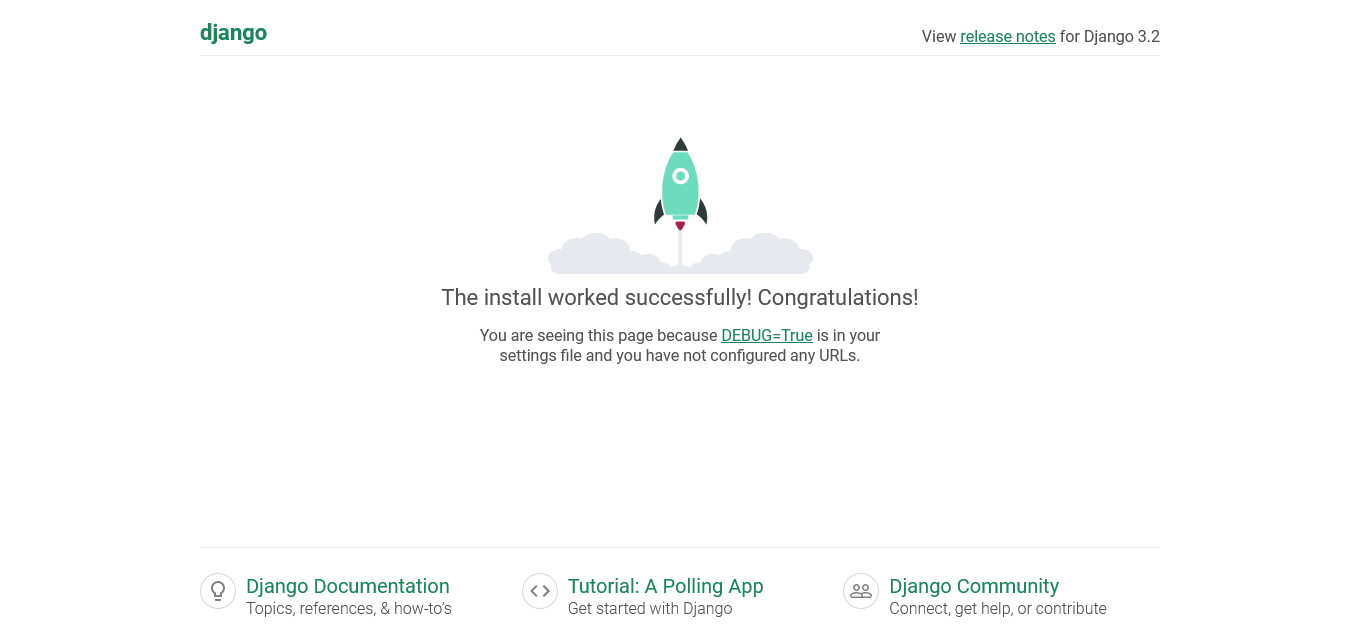 django
View release notes for Django 3.2
The install worked successfully! Congratulations!
You are seeing this page because DEBUG=True is in your
settings file and you have not configured any URLs.
Django Documentation
Topics, references, & how-to’s
Tutorial: A Polling App
Get started with Django
Django Community
Connect, get help, or contribute